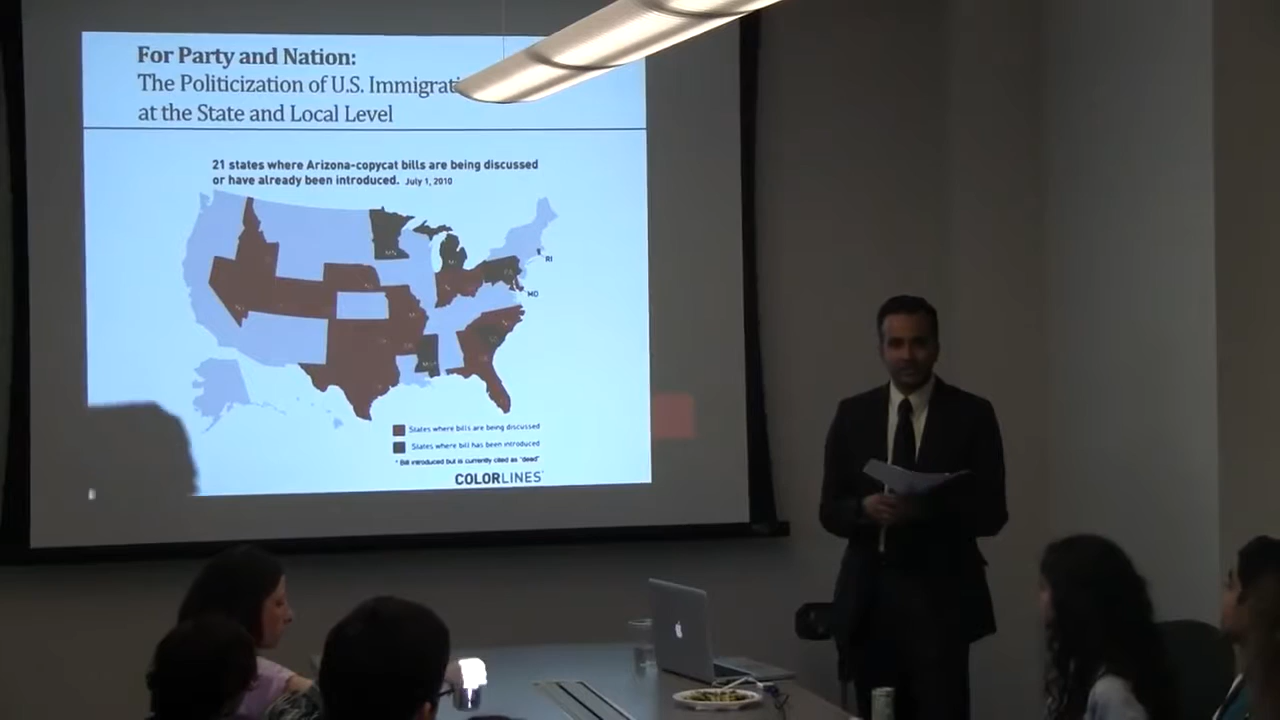 For Party and Nation:
The Politicization of U.S. Immigrati
at the State and Local Level
21 states where Arizona-copycat bills are being discussed
or have already been introduced. July 1, 2010
MN
RI
PA
MD
States where bills are being discussed
States where bill has been introduced
* Bill introduced but is currently cited as "dead"
COLORLINES